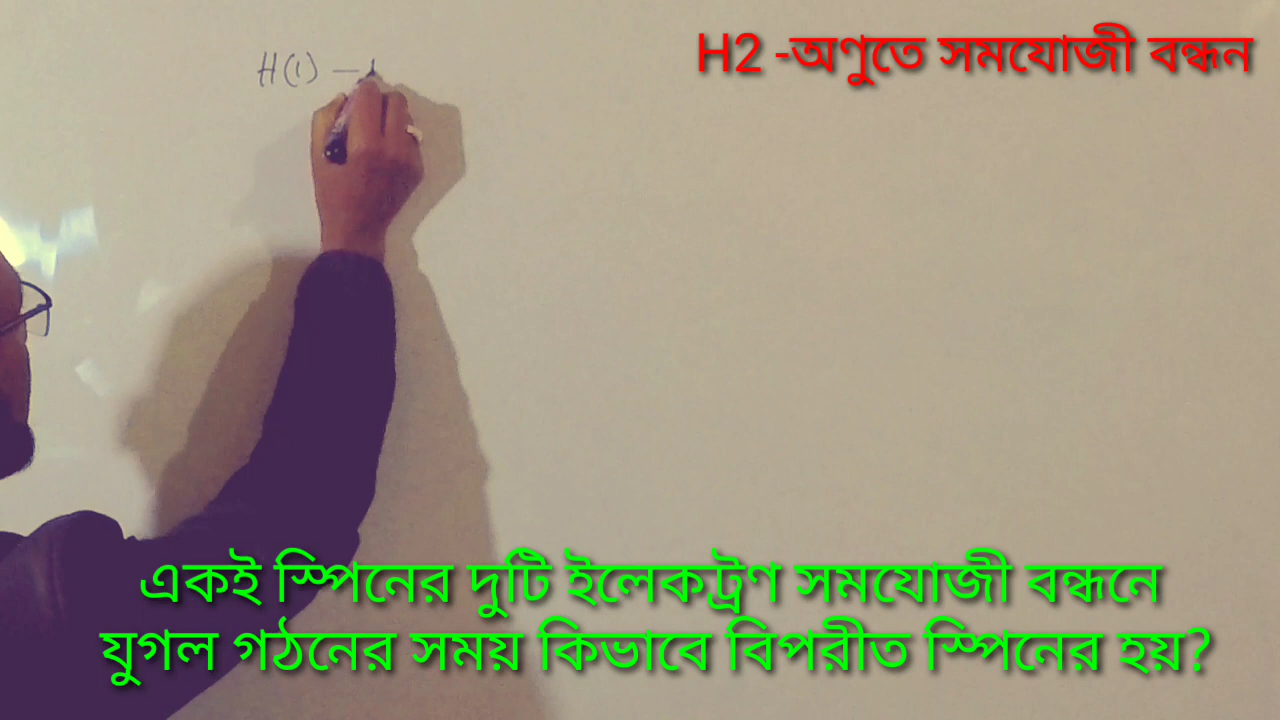 H2 -অণুতে সমযোজী বন্ধন
H(1) –
একই স্পিনের দুটি ইলেকট্রণ সমযোজী বন্ধনে
যুগল গঠনের সময় কিভাবে বিপরীত স্পিনের হয়?